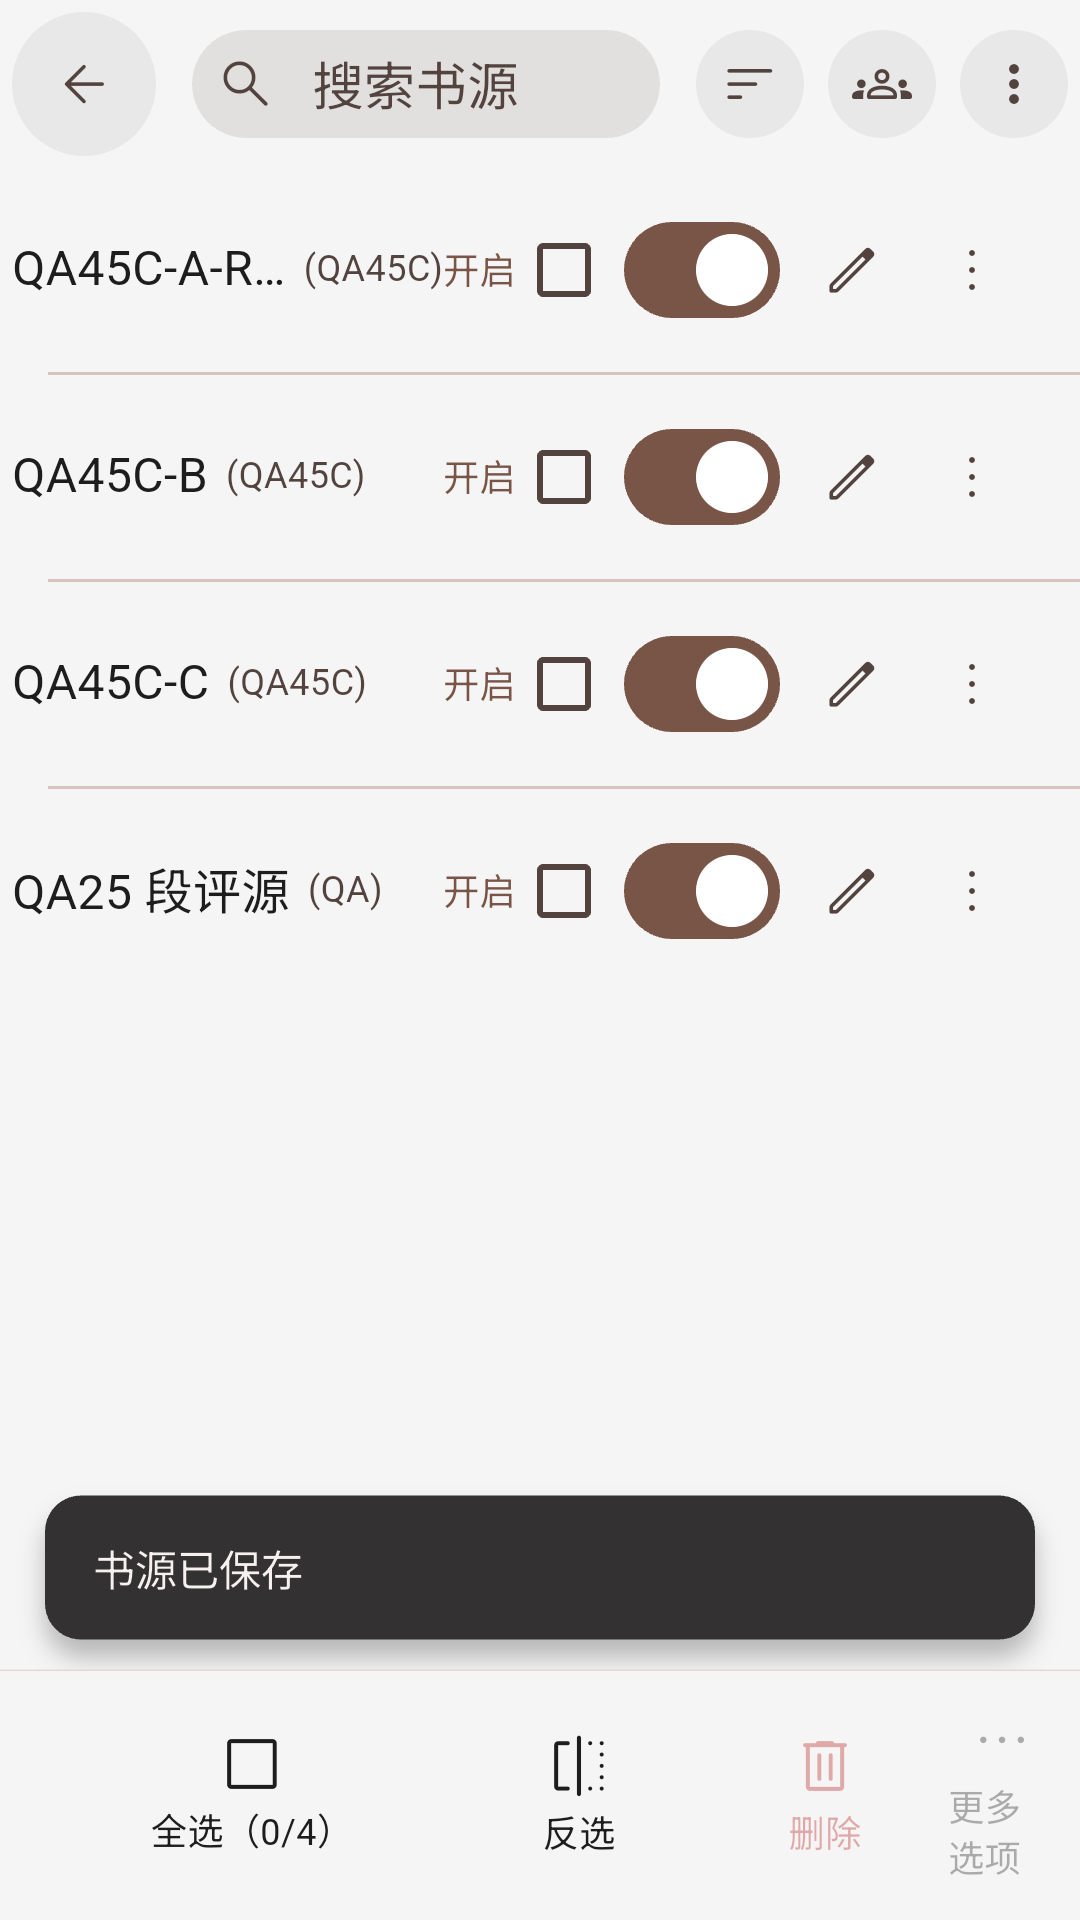 搜索书源
QA45C-A-R… (QA45C)开启
QA45C-B (QA45C) 开启
QA45C-C (QA45C) 开启
QA25 段评源 (QA) 开启
书源已保存
全选（0/4） 反选 删除 更多
选项